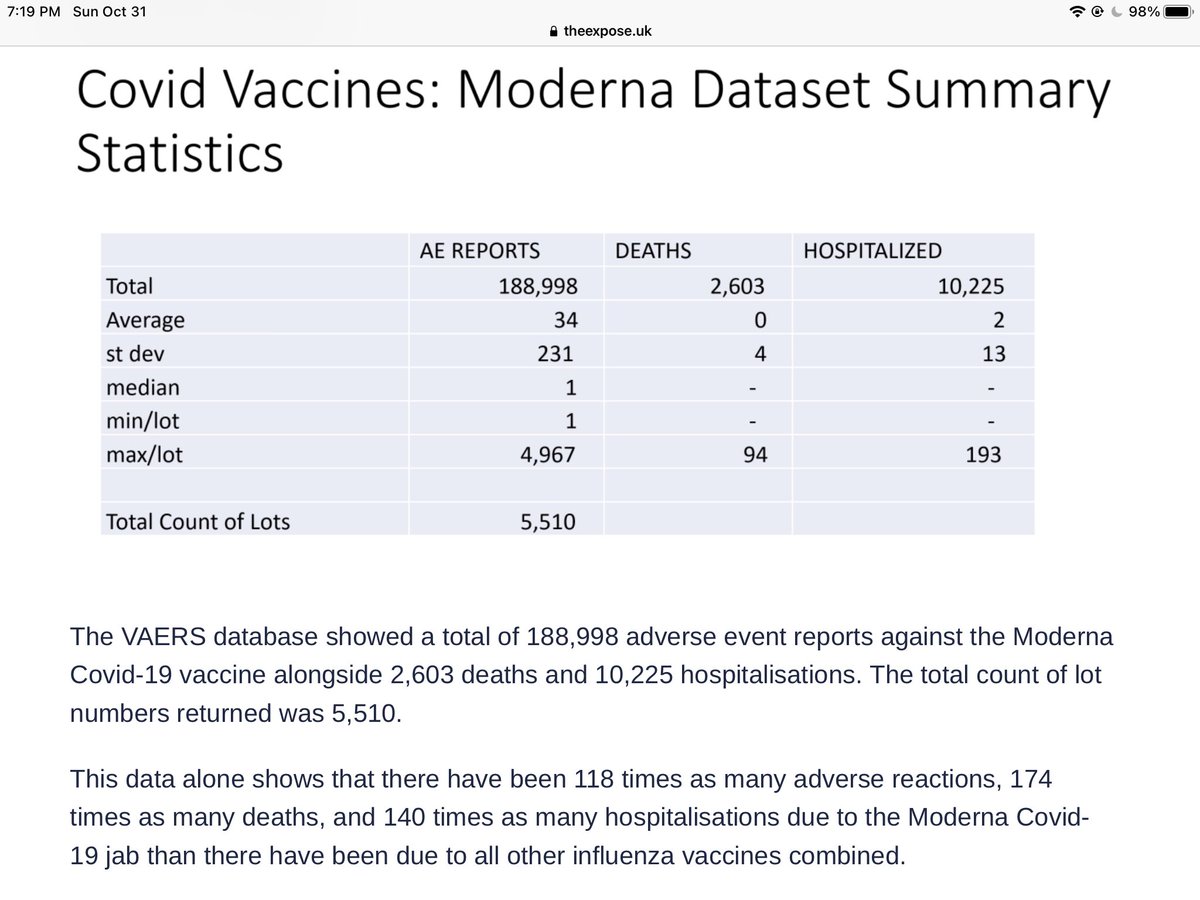 7:19 PM Sun Oct 31
98%
theexpose.uk
Covid Vaccines: Moderna Dataset Summary
Statistics
AE REPORTS DEATHS HOSPITALIZED
Total 188,998 2,603 10,225
Average 34 0 2
st dev 231 4 13
median 1 - -
min/lot 1 - -
max/lot 4,967 94 193
Total Count of Lots 5,510
The VAERS database showed a total of 188,998 adverse event reports against the Moderna
Covid-19 vaccine alongside 2,603 deaths and 10,225 hospitalisations. The total count of lot
numbers returned was 5,510.
This data alone shows that there have been 118 times as many adverse reactions, 174
times as many deaths, and 140 times as many hospitalisations due to the Moderna Covid-
19 jab than there have been due to all other influenza vaccines combined.